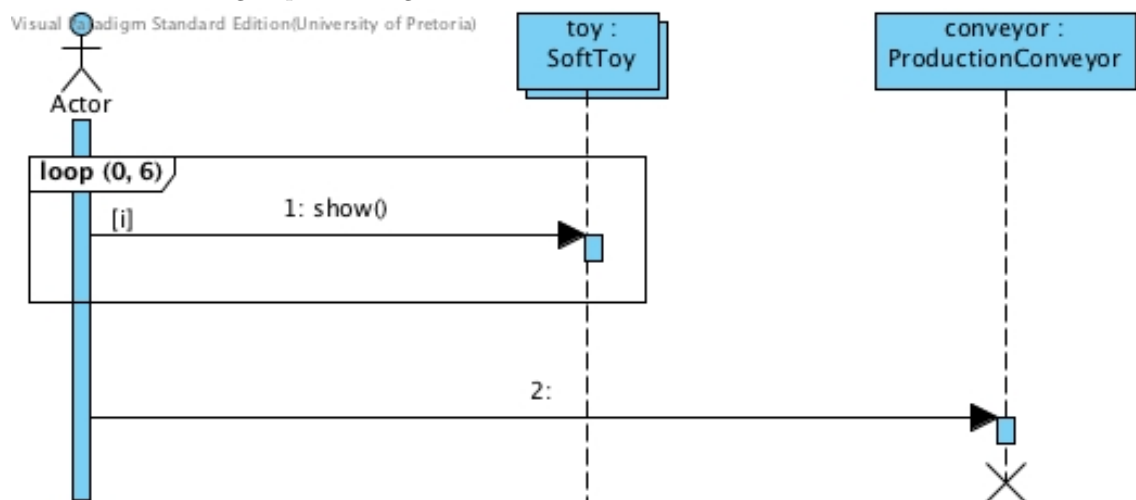 Visual Paradigm Standard Edition(University of Pretoria)
toy :
SoftToy
conveyor :
ProductionConveyor
Actor
loop (0, 6)
[i]
1: show()
2: